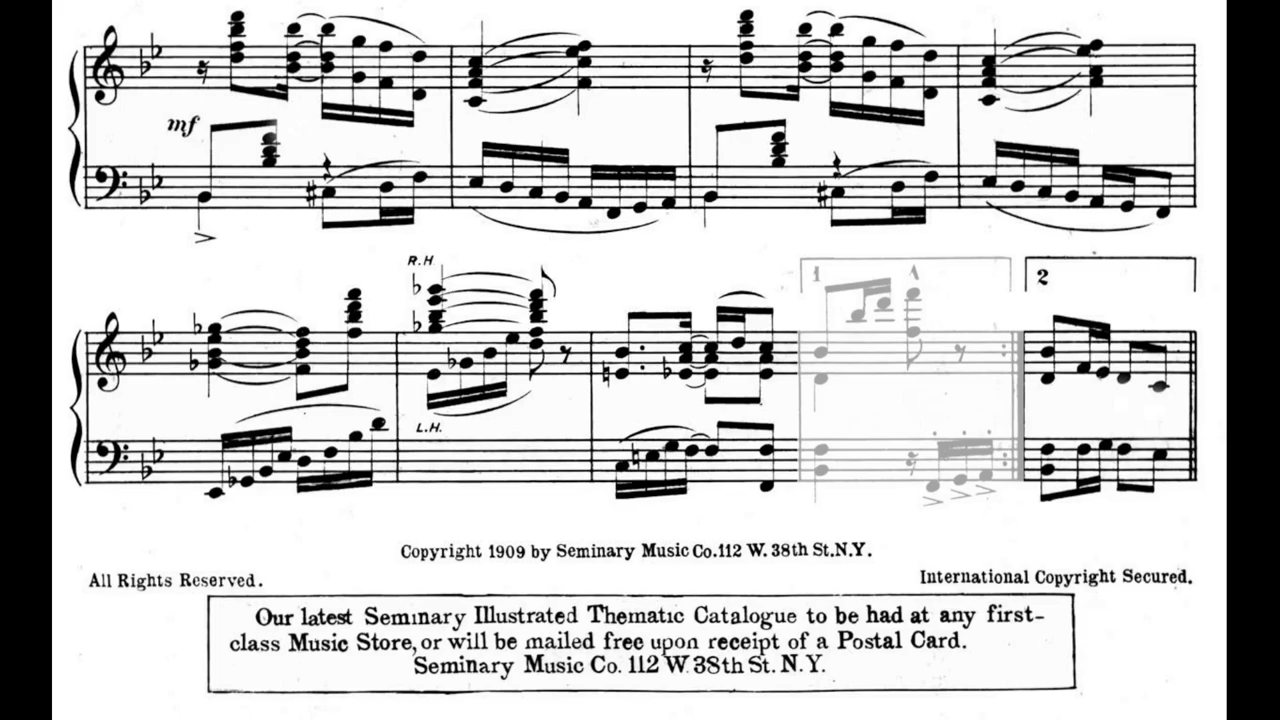 mf
R.H.
1
2
L.H.
Copyright 1909 by Seminary Music Co. 112 W. 38th St. N.Y.
All Rights Reserved.
International Copyright Secured.
Our latest Seminary Illustrated Thematic Catalogue to be had at any first-
class Music Store, or will be mailed free upon receipt of a Postal Card.
Seminary Music Co. 112 W. 38th St. N.Y.